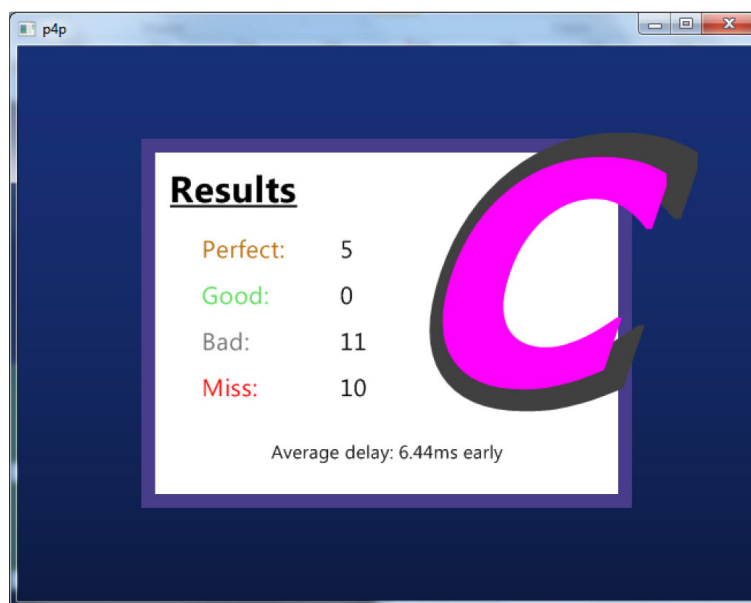 p4p
Results
C
Perfect: 5
Good: 0
Bad: 11
Miss: 10
Average delay: 6.44ms early